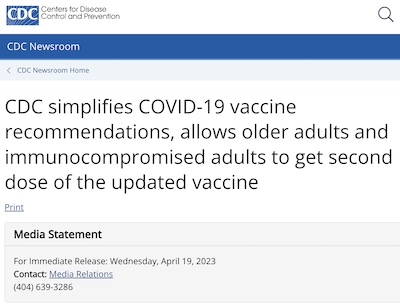 CDC
Centers for Disease
Control and Prevention
CDC Newsroom
CDC Newsroom Home
CDC simplifies COVID-19 vaccine
recommendations, allows older adults and
immunocompromised adults to get second
dose of the updated vaccine
Print
Media Statement
For Immediate Release: Wednesday, April 19, 2023
Contact: Media Relations
(404) 639-3286